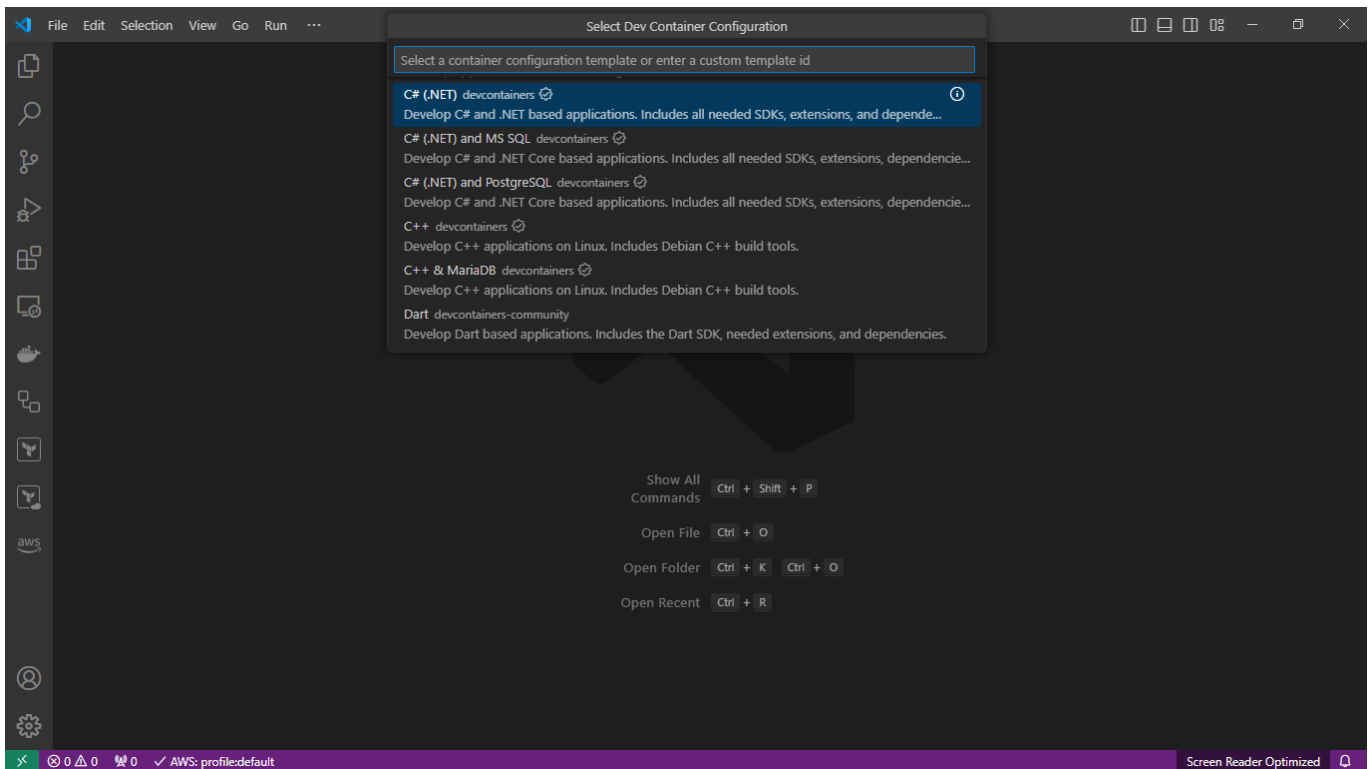 File Edit Selection View Go Run ···
Select Dev Container Configuration
Select a container configuration template or enter a custom template id
C# (.NET) devcontainers
Develop C# and .NET based applications. Includes all needed SDKs, extensions, and depende...
C# (.NET) and MS SQL devcontainers
Develop C# and .NET Core based applications. Includes all needed SDKs, extensions, dependencie...
C# (.NET) and PostgreSQL devcontainers
Develop C# and .NET Core based applications. Includes all needed SDKs, extensions, dependencie...
C++ devcontainers
Develop C++ applications on Linux. Includes Debian C++ build tools.
C++ & MariaDB devcontainers
Develop C++ applications on Linux. Includes Debian C++ build tools.
Dart devcontainers-community
Develop Dart based applications. Includes the Dart SDK, needed extensions, and dependencies.
Show All
Commands Ctrl + Shift + P
Open File Ctrl + O
Open Folder Ctrl + K Ctrl + O
Open Recent Ctrl + R
aws
0 0 0 AWS: profile:default
Screen Reader Optimized